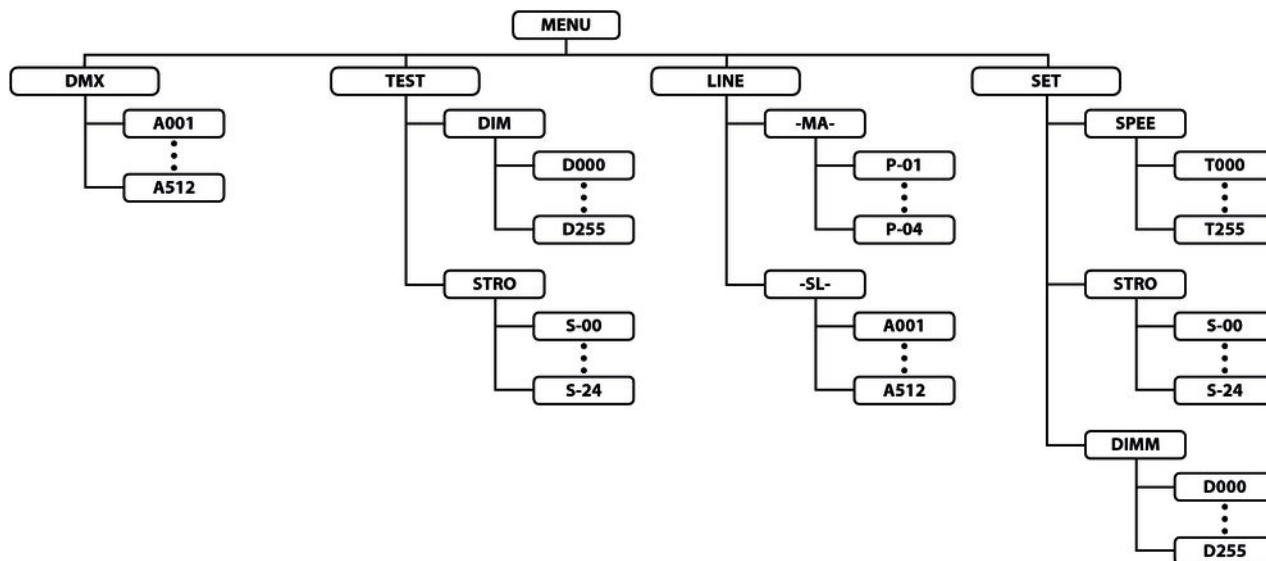 MENU
DMX
A001
A512
TEST
DIM
D000
D255
STRO
S-00
S-24
LINE
-MA-
P-01
P-04
-SL-
A001
A512
SET
SPEE
T000
T255
STRO
S-00
S-24
DIMM
D000
D255